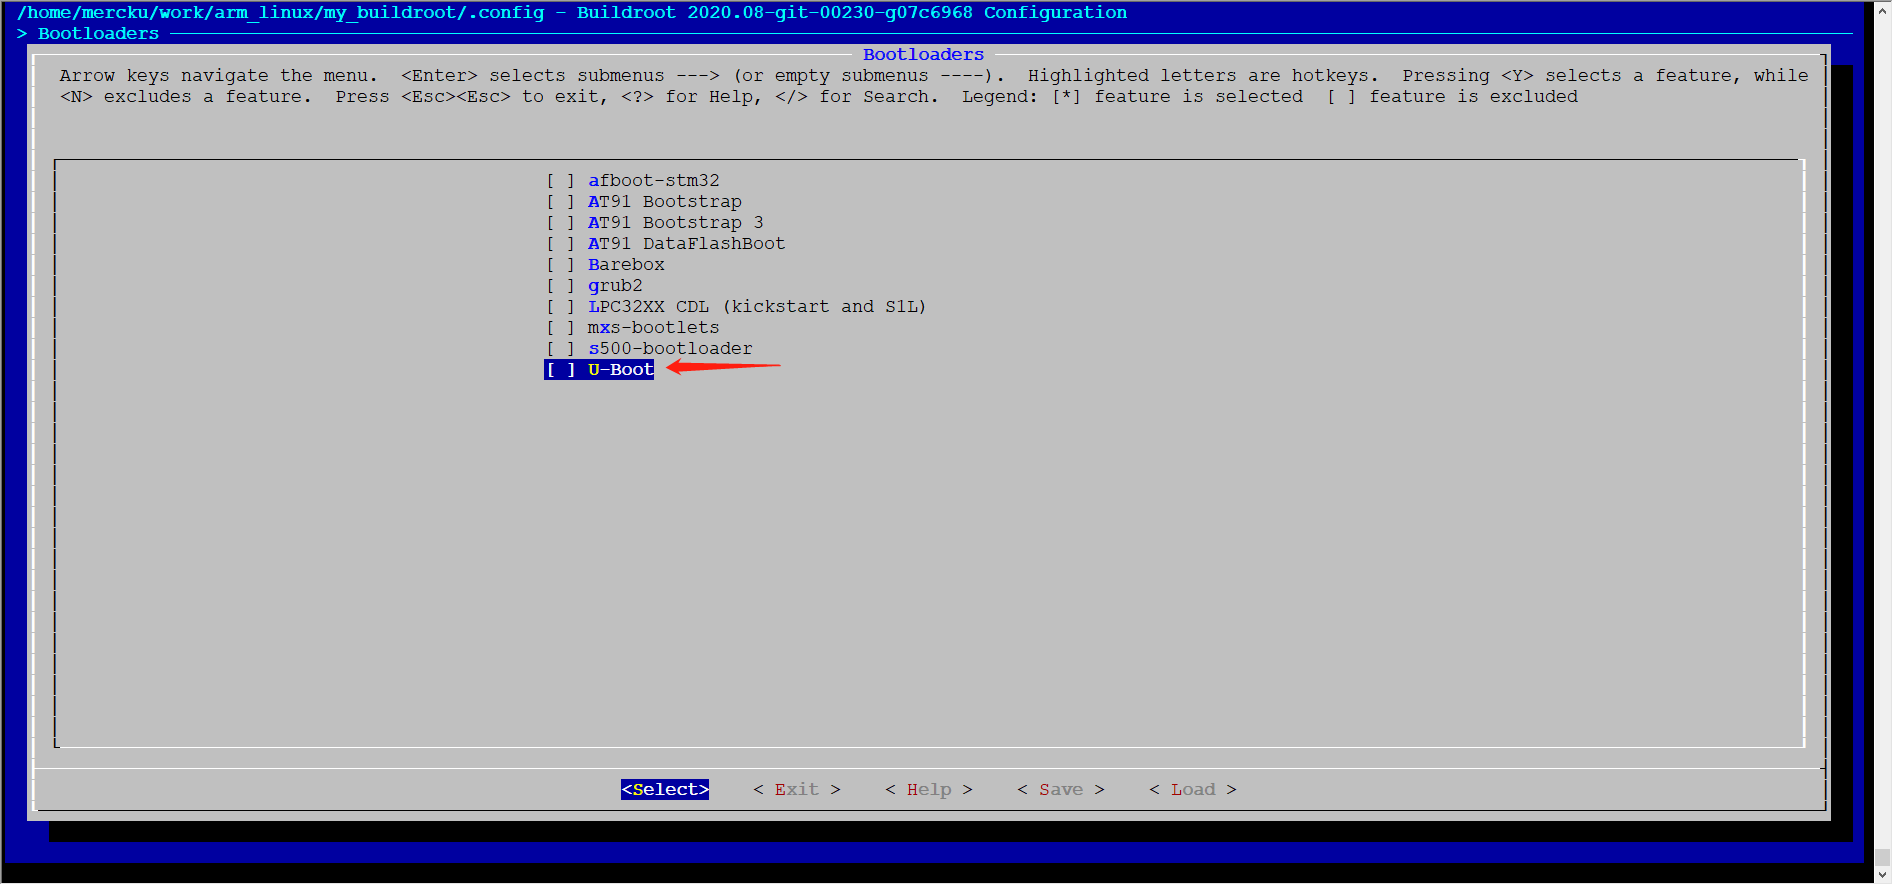 /home/mercku/work/arm_linux/my_buildroot/.config - Buildroot 2020.08-git-00230-g07c6968 Configuration
> Bootloaders
Bootloaders
Arrow keys navigate the menu.  <Enter> selects submenus ---> (or empty submenus ----).  Highlighted letters are hotkeys.  Pressing <Y> selects a feature, while
<N> excludes a feature.  Press <Esc><Esc> to exit, <?> for Help, </> for Search.  Legend: [*] feature is selected  [ ] feature is excluded
[ ] afboot-stm32
[ ] AT91 Bootstrap
[ ] AT91 Bootstrap 3
[ ] AT91 DataFlashBoot
[ ] Barebox
[ ] grub2
[ ] LPC32XX CDL (kickstart and S1L)
[ ] mxs-bootlets
[ ] s500-bootloader
[ ] U-Boot
<Select>    < Exit >    < Help >    < Save >    < Load >